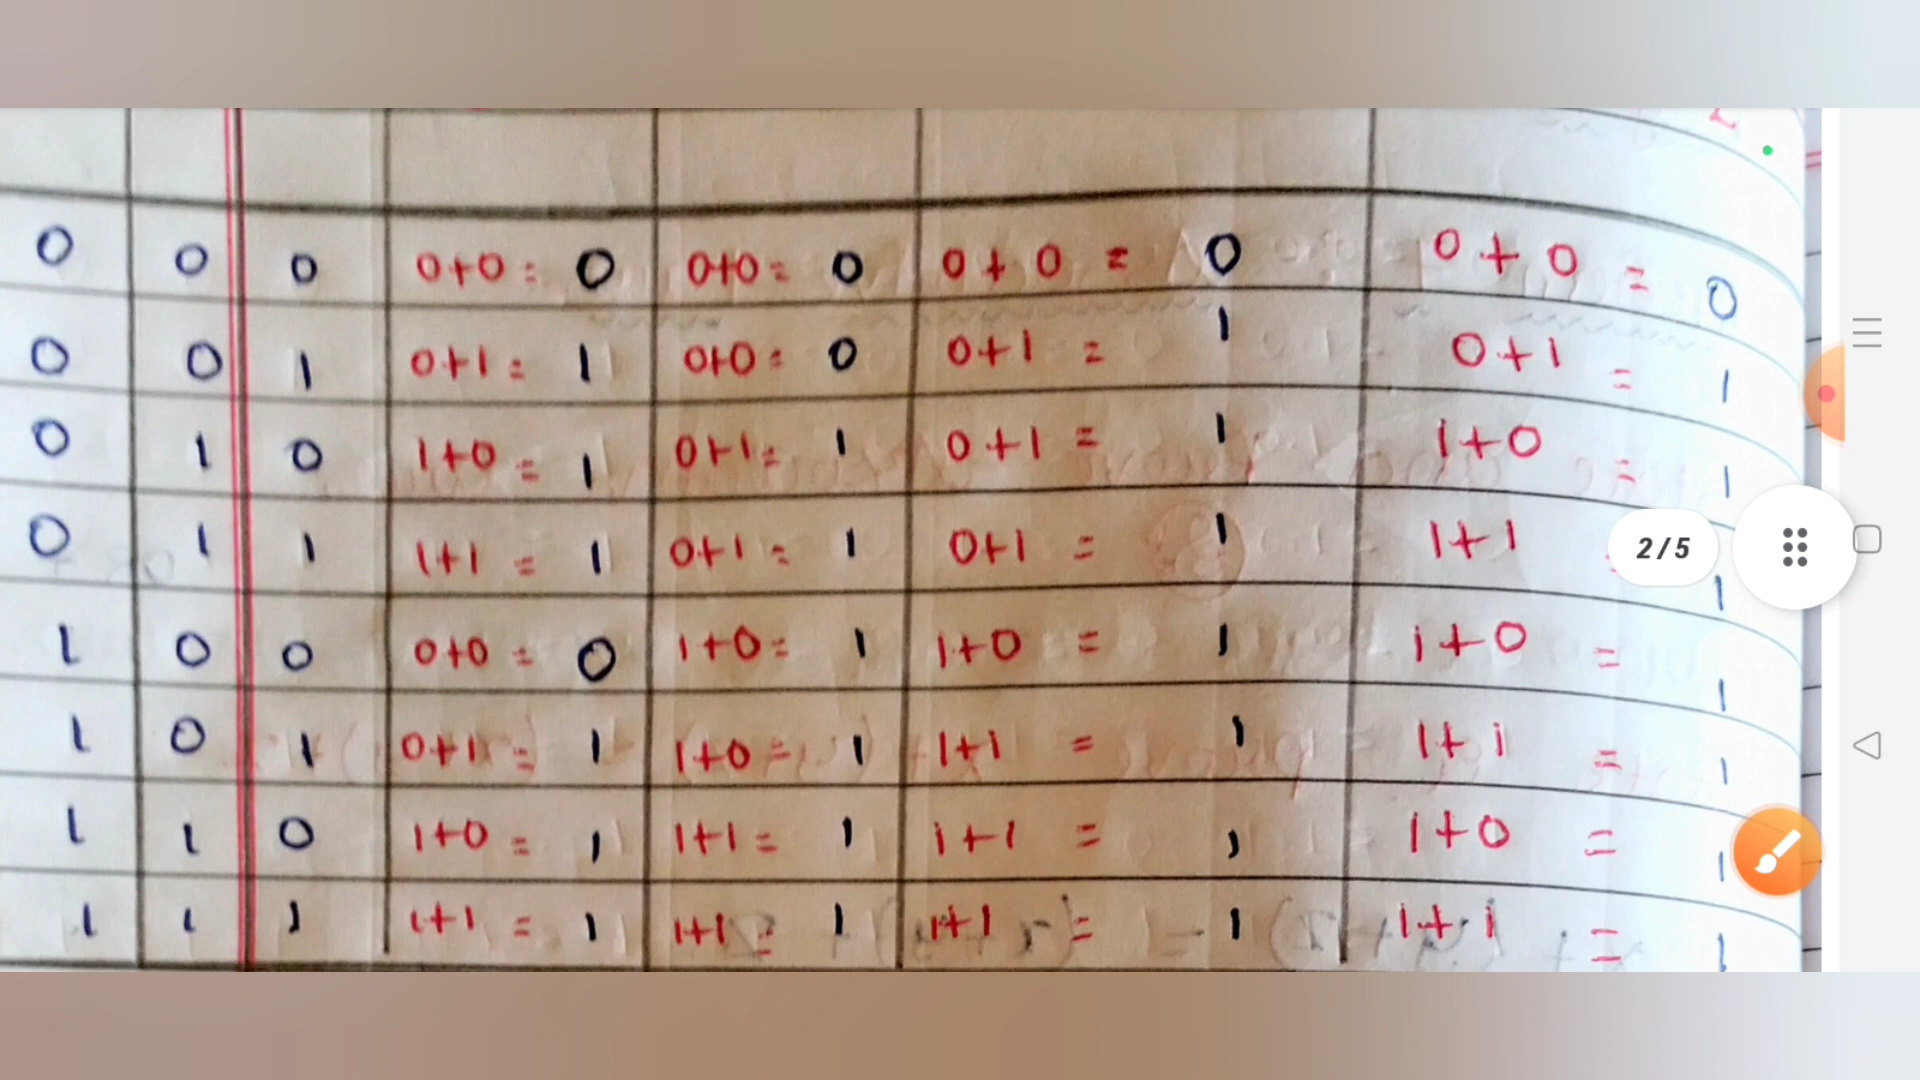 0 0 0 0+0= 0 0+0= 0 0+0 = 0 0+0 = 0
0 0 1 0+1= 1 0+0= 0 0+1 = 1 0+1 = 1
0 1 0 1+0= 1 0+1= 1 0+1 = 1 1+0 = 1
0 1 1 1+1= 1 0+1= 1 0+1 = 1 1+1 1
1 0 0 0+0= 0 1+0= 1 1+0 = 1 1+0 = 1
1 0 1 0+1= 1 1+0= 1 1+1 = 1 1+1 = 1
1 1 0 1+0= 1 1+1= 1 1+1 = 1 1+0 = 1
1 1 1 1+1= 1 1+1= 1 1+1 = 1 1+1 = 1
2/5